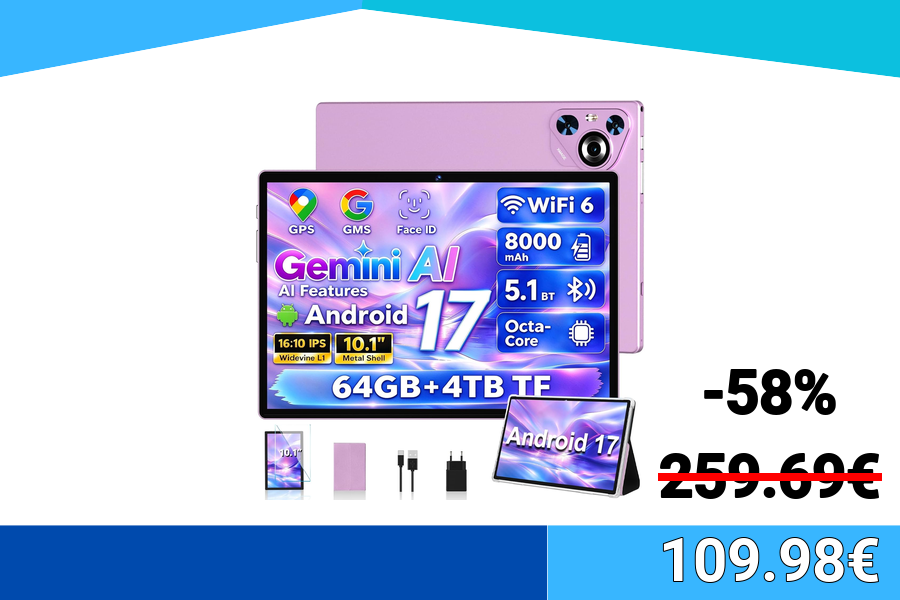 GPS
GMS
Face ID
Gemini AI
AI Features
Android 17
16:10 IPS
Widevine L1
10.1"
Metal Shell
64GB+4TB TF
WiFi 6
8000
mAh
5.1 BT
Octa-
Core
10.1"
Android 17
-58%
259.69€
109.98€